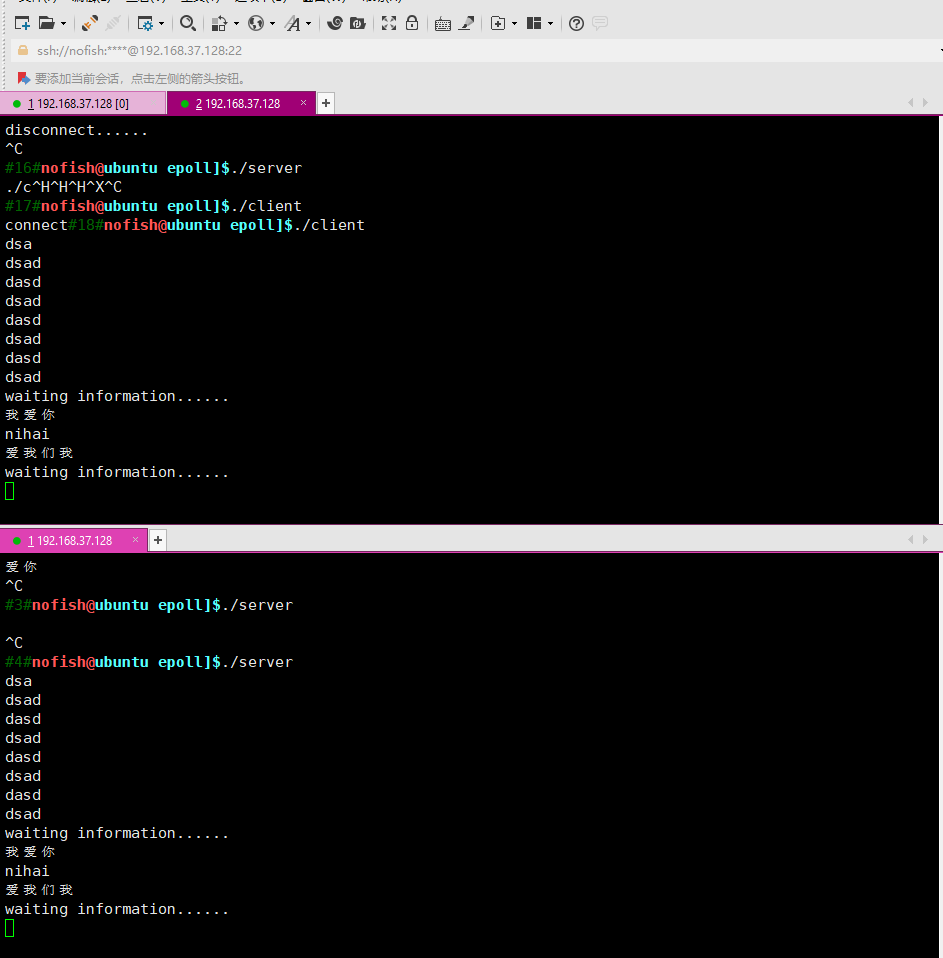 ssh://nofish:****@192.168.37.128:22
要添加当前会话，点击左侧的箭头按钮。
1 192.168.37.128 [0] 2 192.168.37.128 × +
disconnect......
^C
#16#nofish@ubuntu epoll]$./server
./c^H^H^H^X^C
#17#nofish@ubuntu epoll]$./client
connect#18#nofish@ubuntu epoll]$./client
dsa
dsad
dasd
dsad
dasd
dsad
dasd
dsad
waiting information......
我爱你
nihai
爱我们我
waiting information......
1 192.168.37.128 × +
爱你
^C
#3#nofish@ubuntu epoll]$./server
^C
#4#nofish@ubuntu epoll]$./server
dsa
dsad
dasd
dsad
dasd
dsad
dasd
dsad
waiting information......
我爱你
nihai
爱我们我
waiting information......